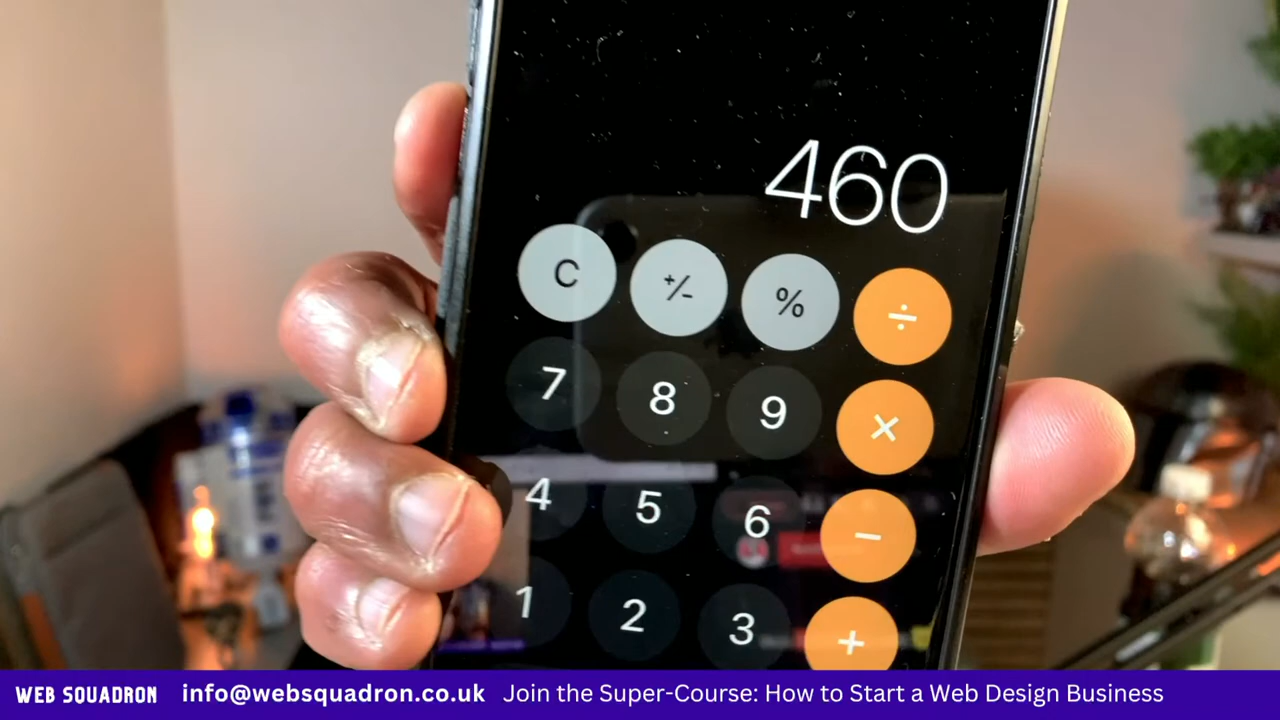 460
C +/- % ÷
7 8 9 ×
4 5 6 −
1 2 3 +
WEB SQUADRON info@websquadron.co.uk Join the Super-Course: How to Start a Web Design Business